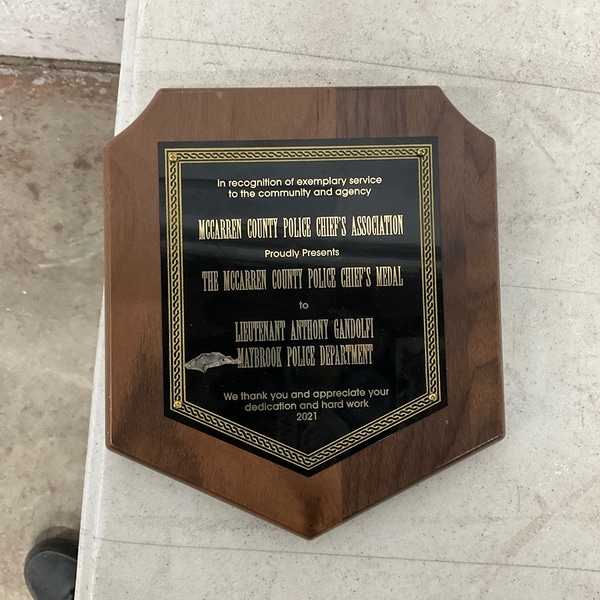 In recognition of exemplary service
to the community and agency
MCCARREN COUNTY POLICE CHIEF'S ASSOCIATION
Proudly Presents
THE MCCARREN COUNTY POLICE CHIEF'S MEDAL
to
LIEUTENANT ANTHONY GANDOLFI
MAYBROOK POLICE DEPARTMENT
We thank you and appreciate your
dedication and hard work
2021